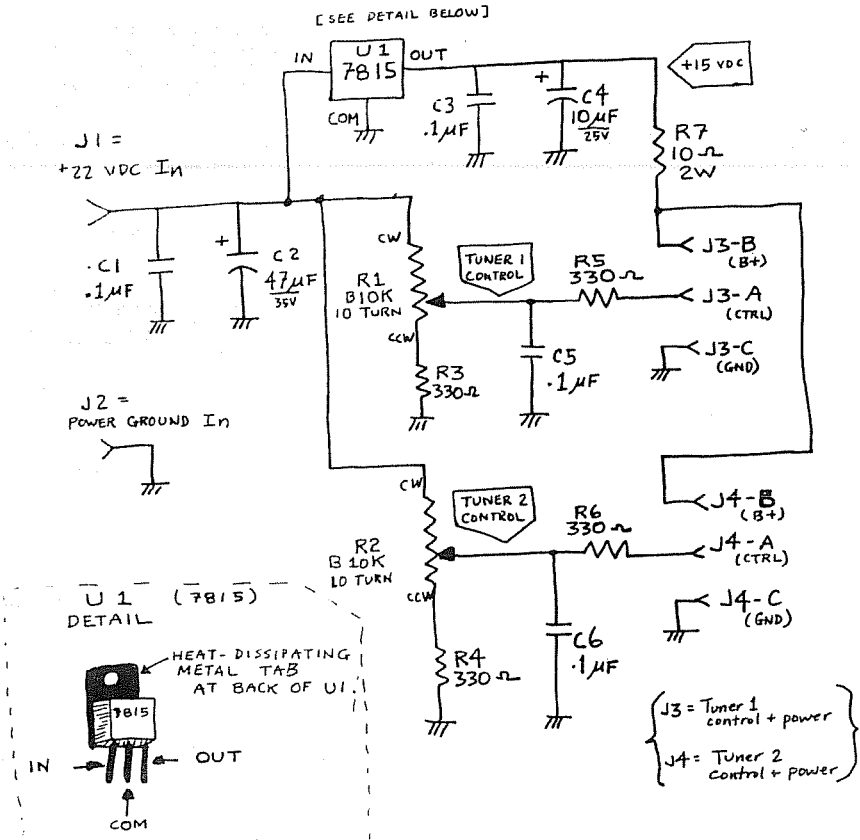 [SEE DETAIL BELOW]
IN
U1
7815
OUT
COM
C3
.1µF
+
C4
10µF
25V
+15 VDC
R7
10Ω
2W
J1 =
+22 VDC In
C1
.1µF
+
C2
47µF
35V
CW
R1
B10K
10 TURN
CCW
TUNER 1
CONTROL
R5
330Ω
J3-B
(B+)
J3-A
(CTRL)
J3-C
(GND)
C5
.1µF
R3
330Ω
J2 =
POWER GROUND In
CW
R2
B 10K
10 TURN
CCW
TUNER 2
CONTROL
R6
330Ω
J4-B
(B+)
J4-A
(CTRL)
J4-C
(GND)
C6
.1µF
R4
330Ω
U1 (7815)
DETAIL
HEAT-DISSIPATING
METAL TAB
AT BACK OF U1.
7815
IN
OUT
COM
J3 = Tuner 1
control + power
J4 = Tuner 2
control + power